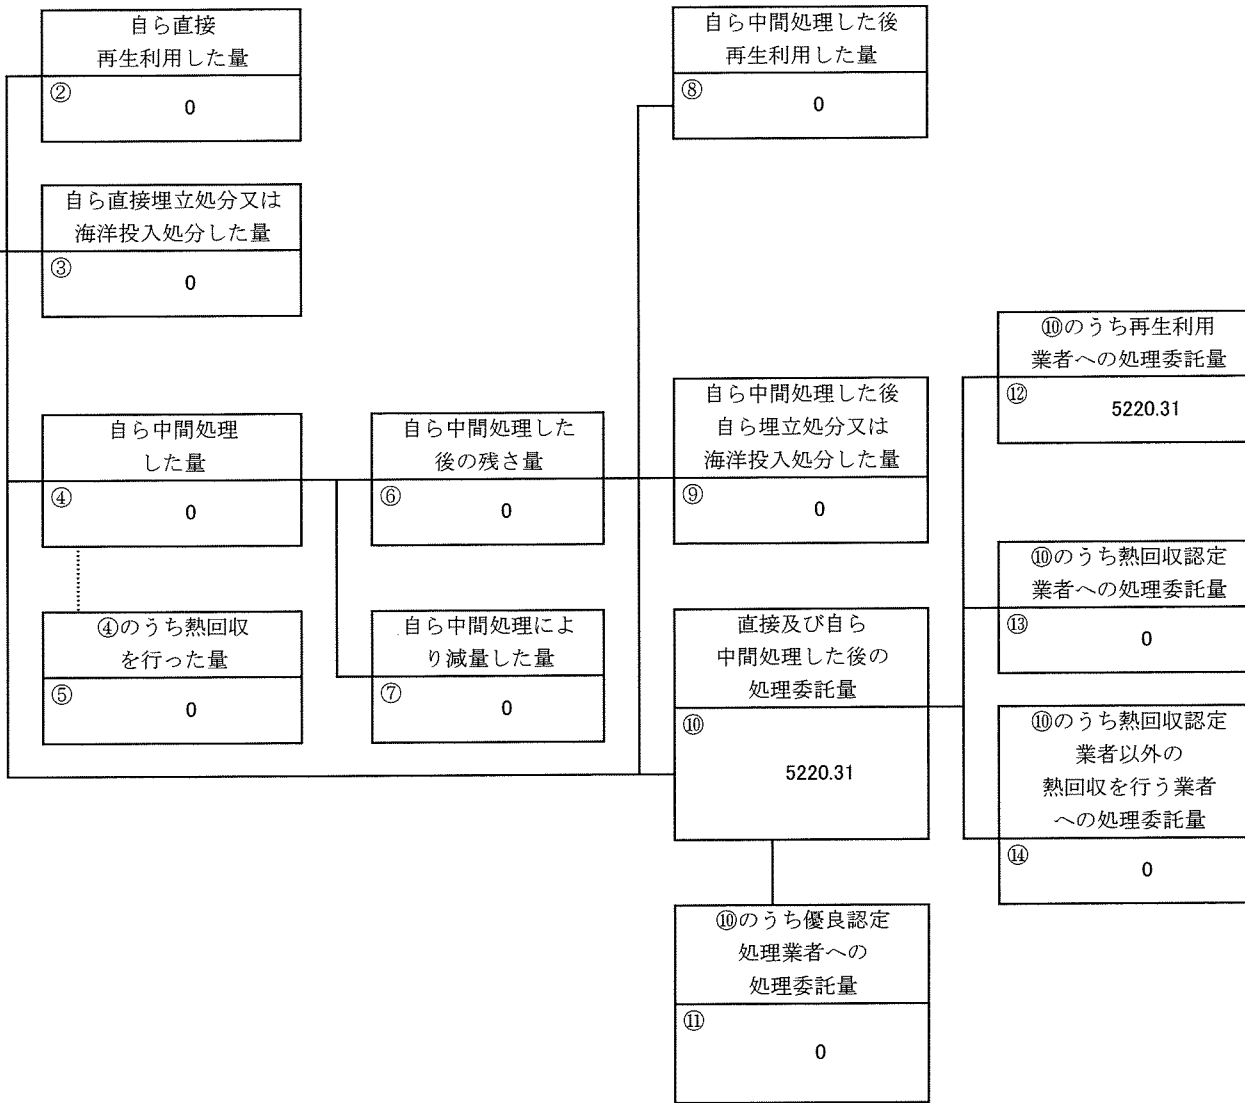 自ら直接
再生利用した量
②
0
自ら直接埋立処分又は
海洋投入処分した量
③
0
自ら中間処理
した量
④
0
④のうち熱回収
を行った量
⑤
0
自ら中間処理した
後の残さ量
⑥
0
自ら中間処理によ
り減量した量
⑦
0
自ら中間処理した後
再生利用した量
⑧
0
自ら中間処理した後
自ら埋立処分又は
海洋投入処分した量
⑨
0
直接及び自ら
中間処理した後の
処理委託量
⑩
5220.31
⑩のうち優良認定
処理業者への
処理委託量
⑪
0
⑩のうち再生利用
業者への処理委託量
⑫
5220.31
⑩のうち熱回収認定
業者への処理委託量
⑬
0
⑩のうち熱回収認定
業者以外の
熱回収を行う業者
への処理委託量
⑭
0